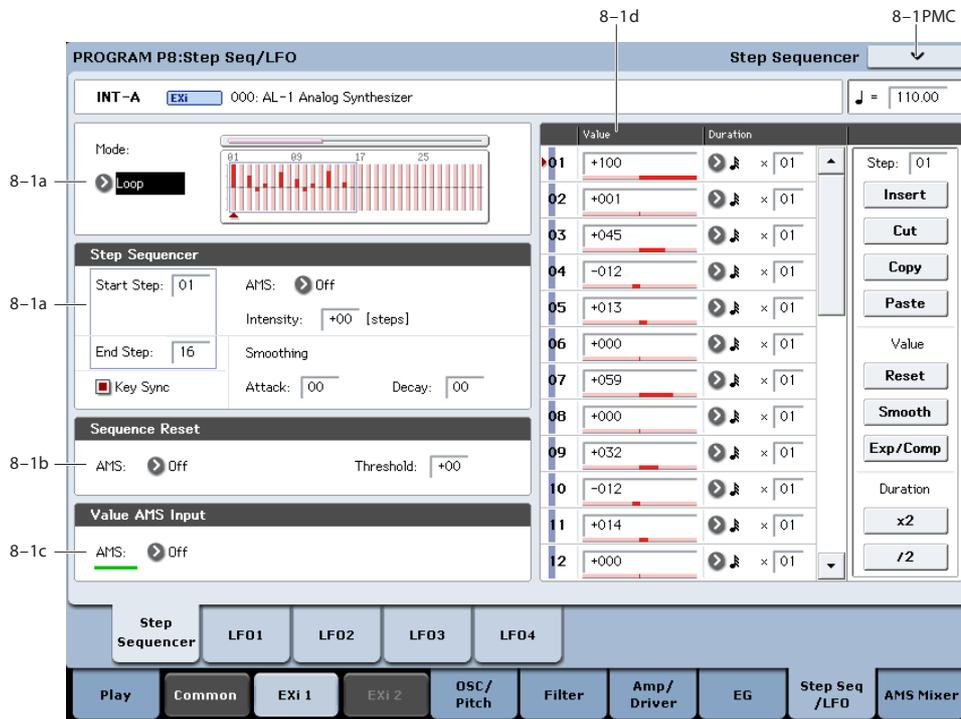 8–1d
8–1PMC
PROGRAM P8:Step Seq/LFO
Step Sequencer
INT-A EXi 000: AL-1 Analog Synthesizer
= 110.00
Mode:
Loop
01 09 17 25
8–1a
Step Sequencer
Start Step: 01
AMS: Off
Intensity: +00 [steps]
8–1a
End Step: 16
Smoothing
Key Sync
Attack: 00
Decay: 00
Sequence Reset
8–1b
AMS: Off
Threshold: +00
Value AMS Input
8–1c
AMS: Off
Value Duration
01 +100 × 01
02 +001 × 01
03 +045 × 01
04 -012 × 01
05 +013 × 01
06 +000 × 01
07 +059 × 01
08 +000 × 01
09 +032 × 01
10 -012 × 01
11 +014 × 01
12 +000 × 01
Step: 01
Insert
Cut
Copy
Paste
Value
Reset
Smooth
Exp/Comp
Duration
x2
/2
Step
Sequencer
LFO1
LFO2
LFO3
LFO4
Play
Common
EXi 1
EXi 2
OSC/
Pitch
Filter
Amp/
Driver
EG
Step Seq
/LFO
AMS Mixer